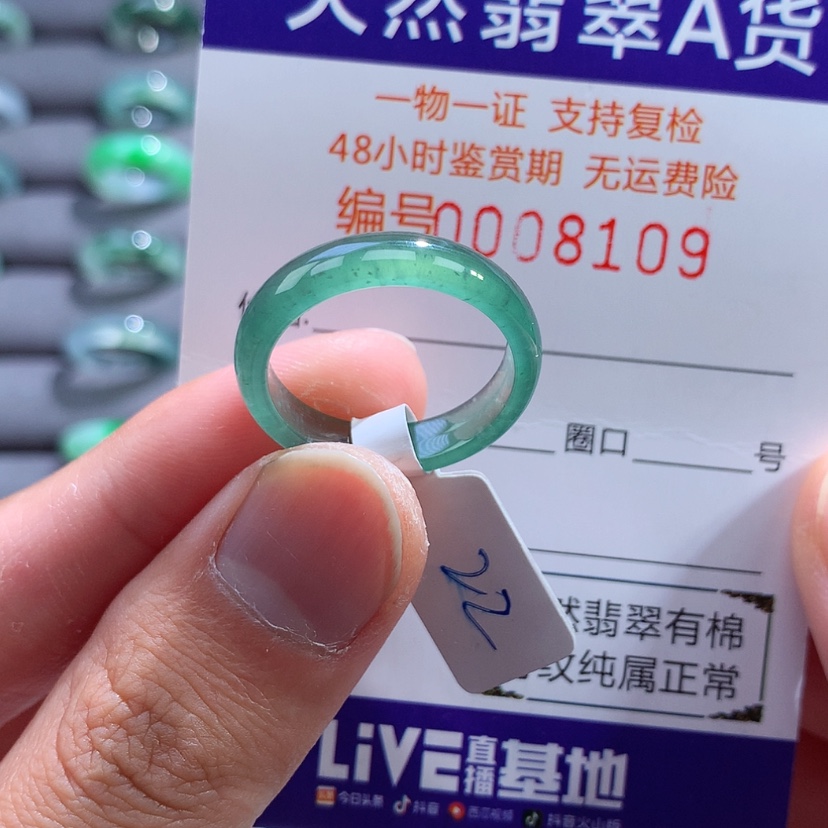 天然翡翠A货
一物一证 支持复检
48小时鉴赏期 无运费险
编号0008109
圈口 号
22
然翡翠有棉
纹纯属正常
LiVE直播基地
今日头条 抖音 西瓜视频 抖音火山版